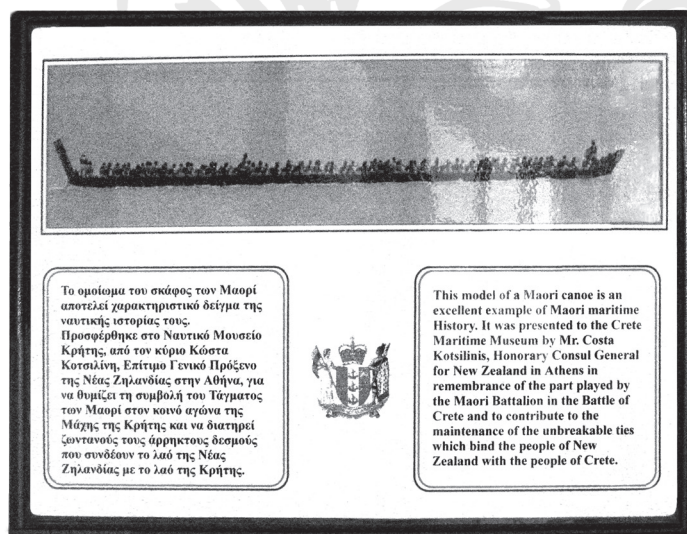 Το ομοίωμα του σκάφος των Μαορί
αποτελεί χαρακτηριστικό δείγμα της
ναυτικής ιστορίας τους.
Προσφέρθηκε στο Ναυτικό Μουσείο
Κρήτης, από τον κύριο Κώστα
Κοτσιλίνη, Επίτιμο Γενικό Πρόξενο
της Νέας Ζηλανδίας στην Αθήνα, για
να θυμίζει τη συμβολή του Τάγματος
των Μαορί στον κοινό αγώνα της
Μάχης της Κρήτης και να διατηρεί
ζωντανούς τους άρρηκτους δεσμούς
που συνδέουν το λαό της Νέας
Ζηλανδίας με το λαό της Κρήτης.
This model of a Maori canoe is an
excellent example of Maori maritime
History. It was presented to the Crete
Maritime Museum by Mr. Costa
Kotsilinis, Honorary Consul General
for New Zealand in Athens in
remembrance of the part played by
the Maori Battalion in the Battle of
Crete and to contribute to the
maintenance of the unbreakable ties
which bind the people of New
Zealand with the people of Crete.